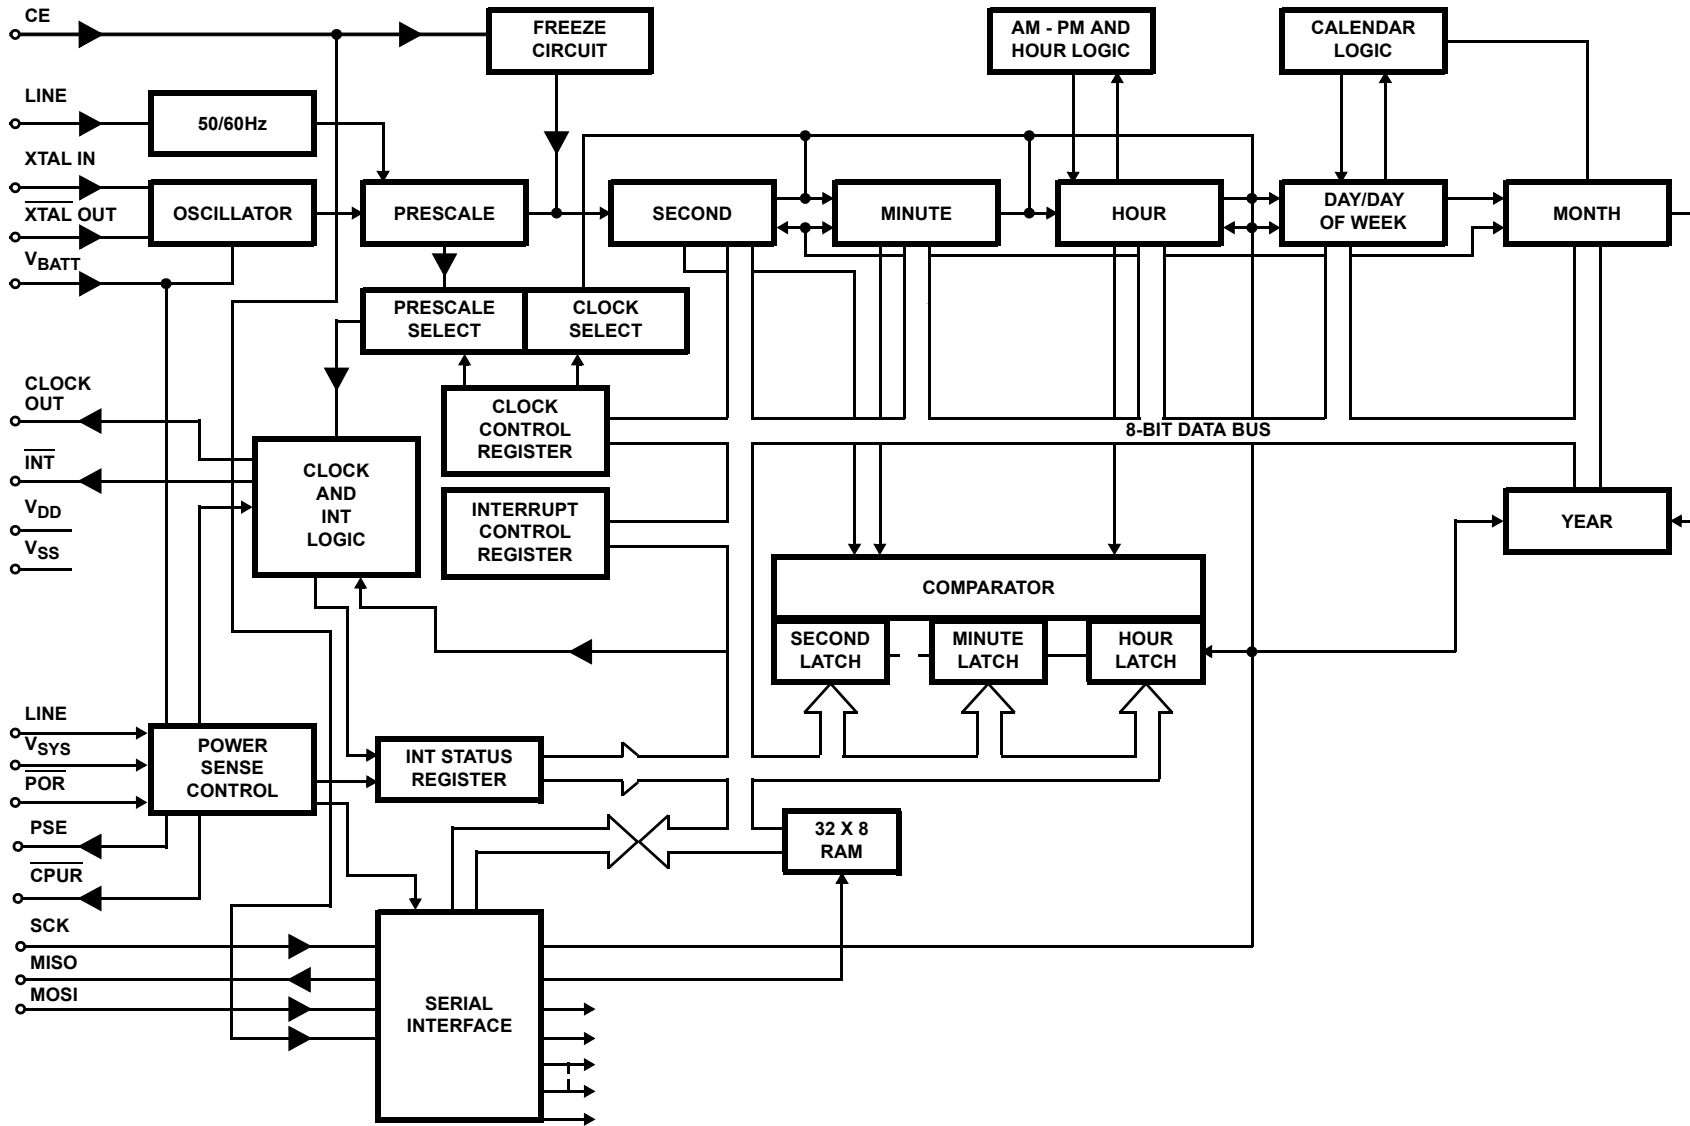 CE
FREEZE
CIRCUIT
AM - PM AND
HOUR LOGIC
CALENDAR
LOGIC
LINE
50/60Hz
XTAL IN
XTAL OUT
OSCILLATOR
PRESCALE
SECOND
MINUTE
HOUR
DAY/DAY
OF WEEK
MONTH
VBATT
PRESCALE
SELECT
CLOCK
SELECT
CLOCK
OUT
CLOCK
CONTROL
REGISTER
8-BIT DATA BUS
INT
CLOCK
AND
INT
LOGIC
VDD
VSS
INTERRUPT
CONTROL
REGISTER
YEAR
COMPARATOR
SECOND
LATCH
MINUTE
LATCH
HOUR
LATCH
LINE
VSYS
POR
POWER
SENSE
CONTROL
INT STATUS
REGISTER
PSE
32 X 8
RAM
CPUR
SCK
MISO
MOSI
SERIAL
INTERFACE